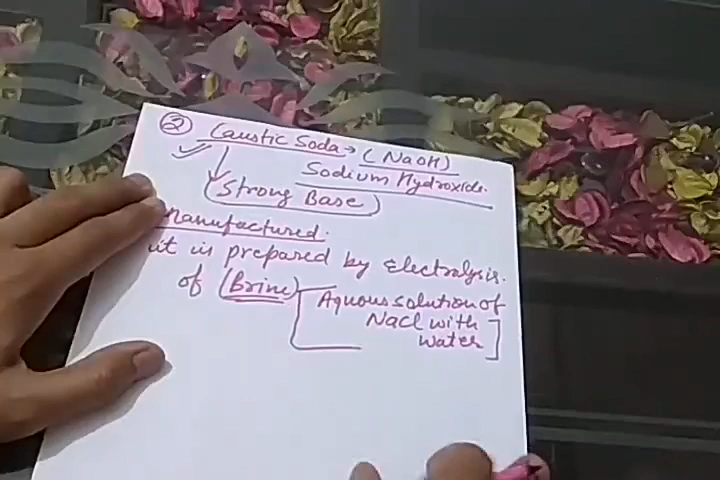 ② Caustic Soda → (NaOH)
Sodium Hydroxide.
(Strong Base)
Manufactured.
it is prepared by Electralysis.
of (Brine)
Aquous solution of
Nacl with
water